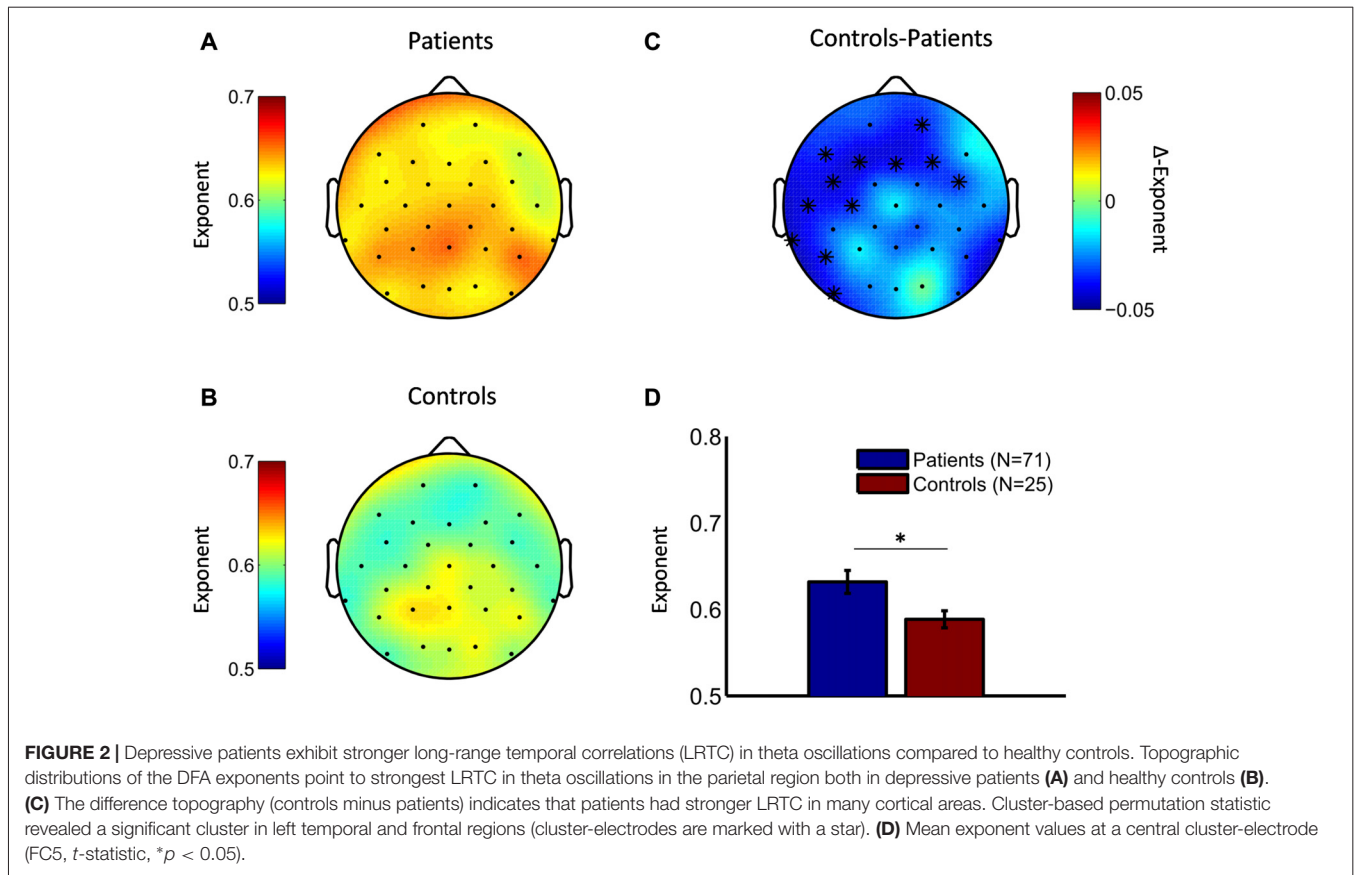 A
Patients
0.7
0.6
0.5
Exponent
C
Controls-Patients
0.05
0
−0.05
Δ-Exponent
B
Controls
0.7
0.6
0.5
Exponent
D
0.8
0.7
0.6
0.5
Exponent
Patients (N=71)
Controls (N=25)
*
FIGURE 2 | Depressive patients exhibit stronger long-range temporal correlations (LRTC) in theta oscillations compared to healthy controls. Topographic
distributions of the DFA exponents point to strongest LRTC in theta oscillations in the parietal region both in depressive patients (A) and healthy controls (B).
(C) The difference topography (controls minus patients) indicates that patients had stronger LRTC in many cortical areas. Cluster-based permutation statistic
revealed a significant cluster in left temporal and frontal regions (cluster-electrodes are marked with a star). (D) Mean exponent values at a central cluster-electrode
(FC5, t-statistic, *p < 0.05).